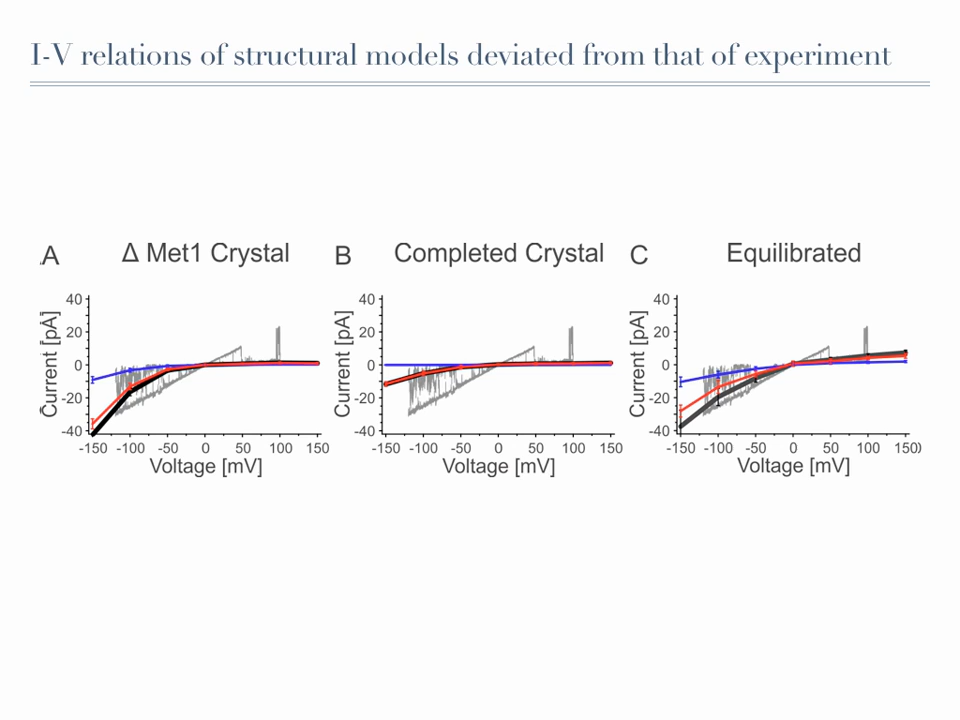 I-V relations of structural models deviated from that of experiment
A Δ Met1 Crystal
B Completed Crystal
C Equilibrated
40
20
0
-20
-40
Current [pA]
-150 -100 -50 0 50 100 150
Voltage [mV]
40
20
0
-20
-40
Current [pA]
-150 -100 -50 0 50 100 150
Voltage [mV]
40
20
0
-20
-40
Current [pA]
-150 -100 -50 0 50 100 150
Voltage [mV]